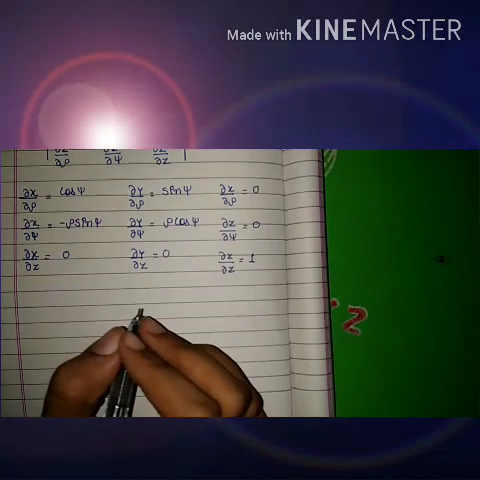 Made with KINEMASTER
∂z/∂ρ ∂z/∂ψ ∂z/∂z
∂x/∂ρ = cosψ ∂y/∂ρ = sinψ ∂z/∂ρ = 0
∂x/∂ψ = -ρsinψ ∂y/∂ψ = ρcosψ ∂z/∂ψ = 0
∂x/∂z = 0 ∂y/∂z = 0 ∂z/∂z = 1